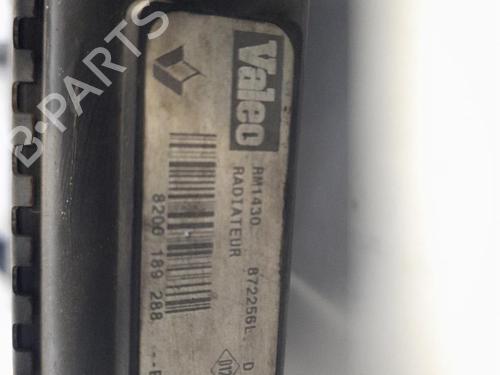 Valeo
RM1430 872256L D
RADIATEUR
8200 189 288 ---E
B-PARTS